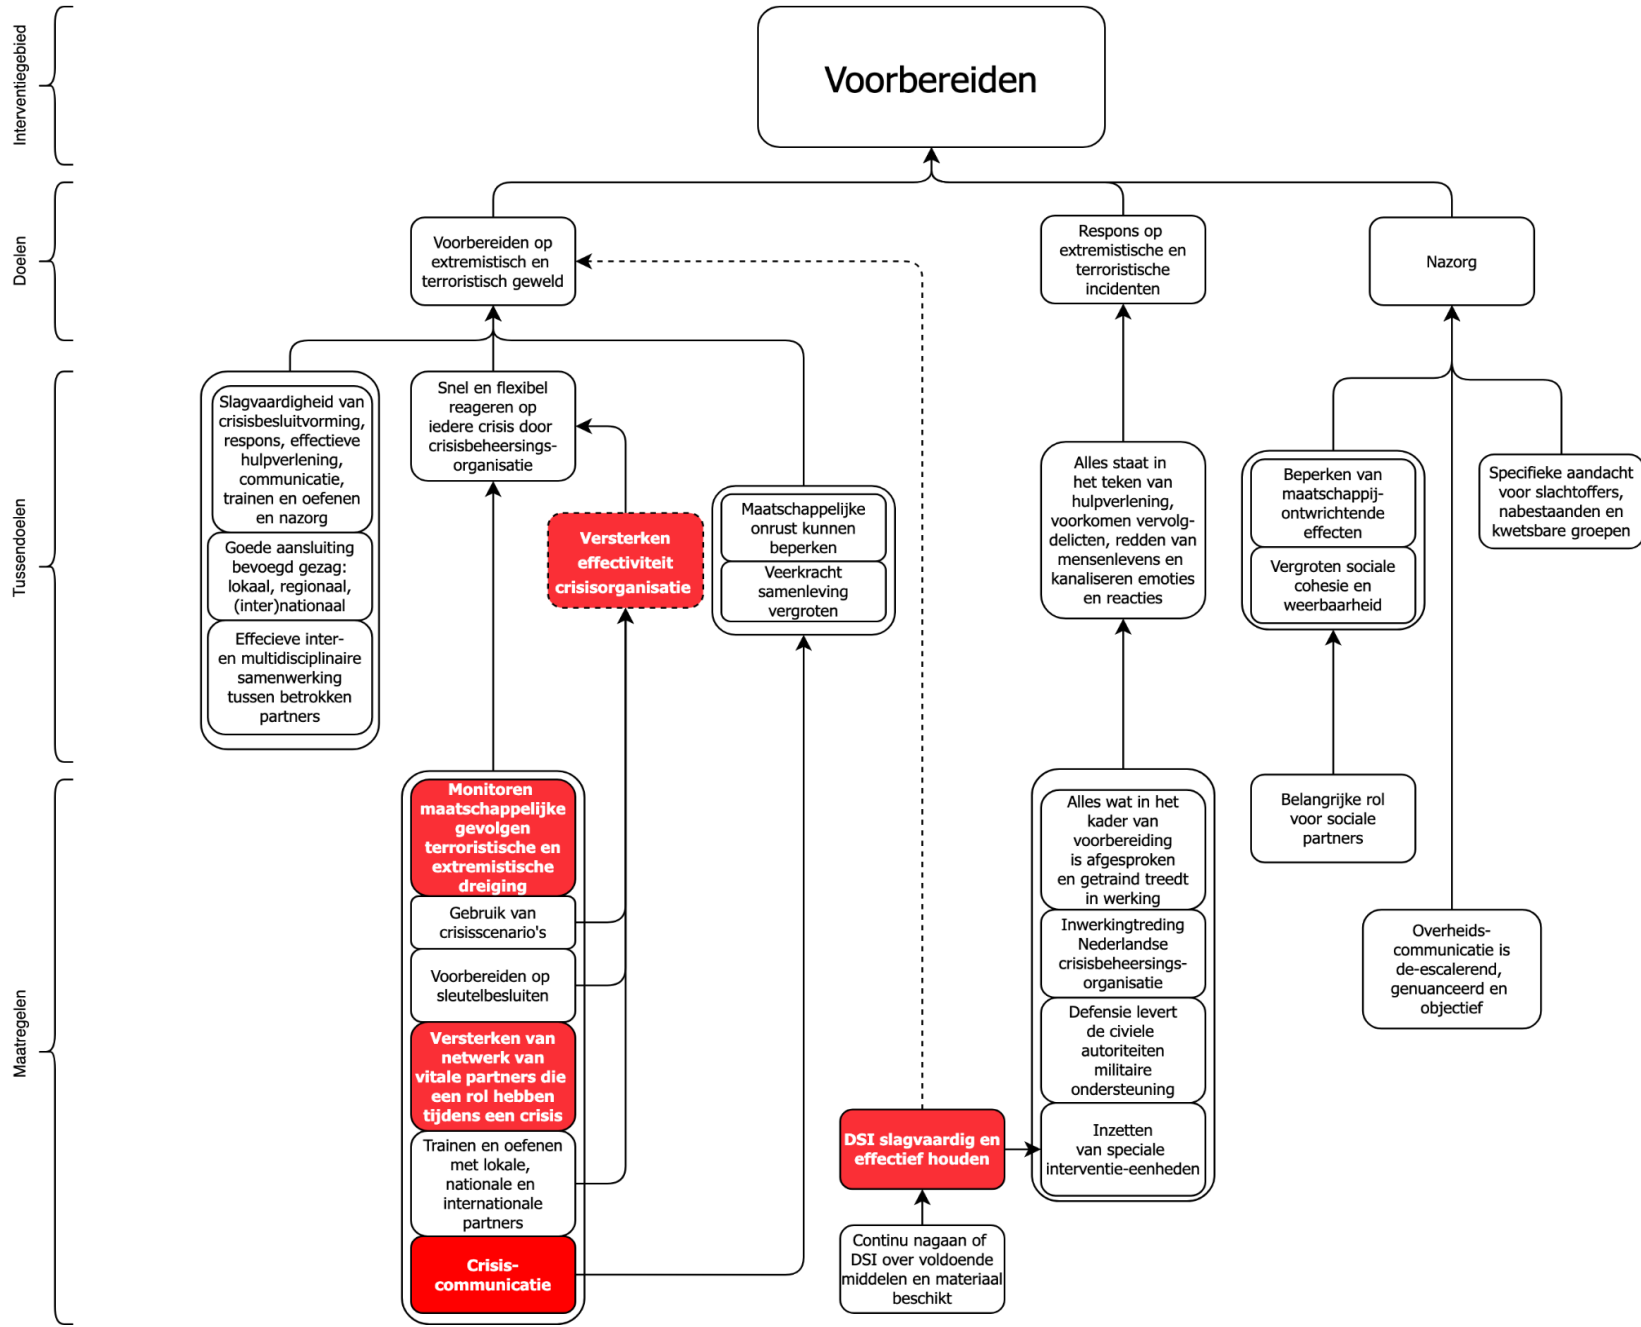 Interventiegebied
Voorbereiden
Doelen
Voorbereiden op
extremistisch en
terroristisch geweld
Respons op
extremistische en
terroristische
incidenten
Nazorg
Tussendoelen
Slagvaardigheid van
crisisbesluitvorming,
respons, effectieve
hulpverlening,
communicatie,
trainen en oefenen
en nazorg
Goede aansluiting
bevoegd gezag:
lokaal, regionaal,
(inter)nationaal
Effecieve inter-
en multidisciplinaire
samenwerking
tussen betrokken
partners
Snel en flexibel
reageren op
iedere crisis door
crisisbeheersings-
organisatie
Versterken
effectiviteit
crisisorganisatie
Maatschappelijke
onrust kunnen
beperken
Veerkracht
samenleving
vergroten
Alles staat in
het teken van
hulpverlening,
voorkomen vervolg-
delicten, redden van
mensenlevens en
kanaliseren emoties
en reacties
Beperken van
maatschappij-
ontwrichtende
effecten
Vergroten sociale
cohesie en
weerbaarheid
Specifieke aandacht
voor slachtoffers,
nabestaanden en
kwetsbare groepen
Maatregelen
Monitoren
maatschappelijke
gevolgen
terroristische en
extremistische
dreiging
Gebruik van
crisisscenario's
Voorbereiden op
sleutelbesluiten
Versterken van
netwerk van
vitale partners die
een rol hebben
tijdens een crisis
Trainen en oefenen
met lokale,
nationale en
internationale
partners
Crisis-
communicatie
DSI slagvaardig en
effectief houden
Continu nagaan of
DSI over voldoende
middelen en materiaal
beschikt
Alles wat in het
kader van
voorbereiding
is afgesproken
en getraind treedt
in werking
Inwerkingtreding
Nederlandse
crisisbeheersings-
organisatie
Defensie levert
de civiele
autoriteiten
militaire
ondersteuning
Inzetten
van speciale
interventie-eenheden
Belangrijke rol
voor sociale
partners
Overheids-
communicatie is
de-escalerend,
genuanceerd en
objectief